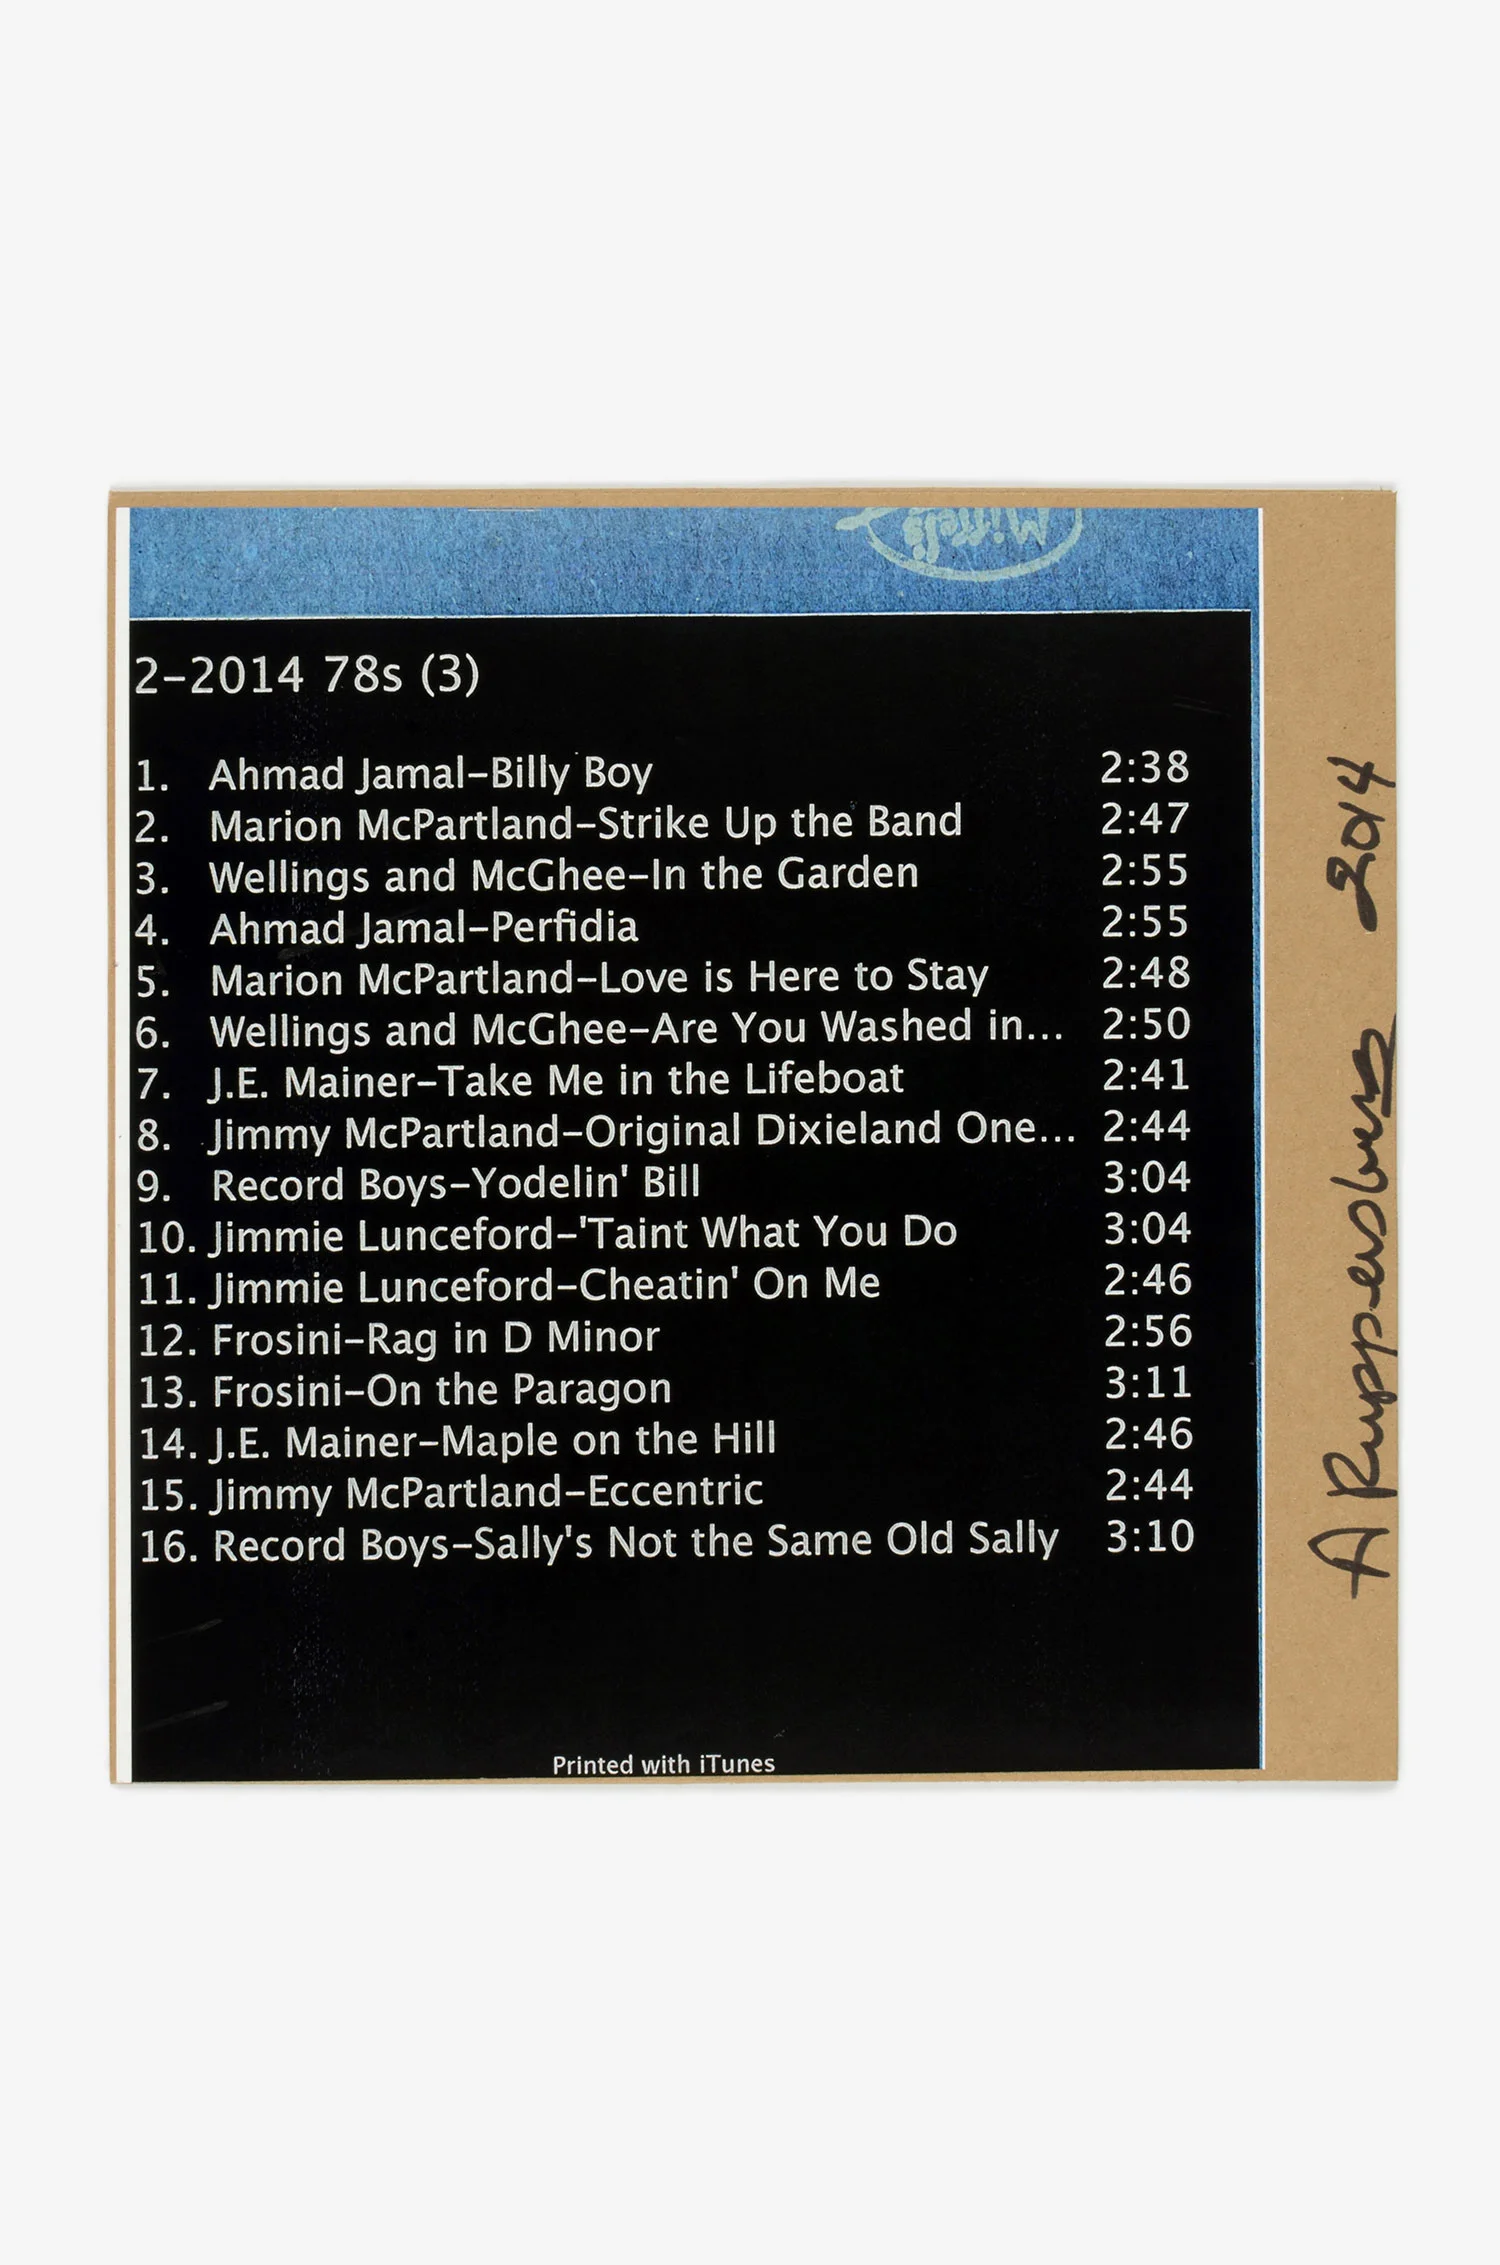 Mittel's
2-2014 78s (3)
1. Ahmad Jamal-Billy Boy 2:38
2. Marion McPartland-Strike Up the Band 2:47
3. Wellings and McGhee-In the Garden 2:55
4. Ahmad Jamal-Perfidia 2:55
5. Marion McPartland-Love is Here to Stay 2:48
6. Wellings and McGhee-Are You Washed in... 2:50
7. J.E. Mainer-Take Me in the Lifeboat 2:41
8. Jimmy McPartland-Original Dixieland One... 2:44
9. Record Boys-Yodelin' Bill 3:04
10. Jimmie Lunceford-'Taint What You Do 3:04
11. Jimmie Lunceford-Cheatin' On Me 2:46
12. Frosini-Rag in D Minor 2:56
13. Frosini-On the Paragon 3:11
14. J.E. Mainer-Maple on the Hill 2:46
15. Jimmy McPartland-Eccentric 2:44
16. Record Boys-Sally's Not the Same Old Sally 3:10
Printed with iTunes
A Ruppersberg 2014